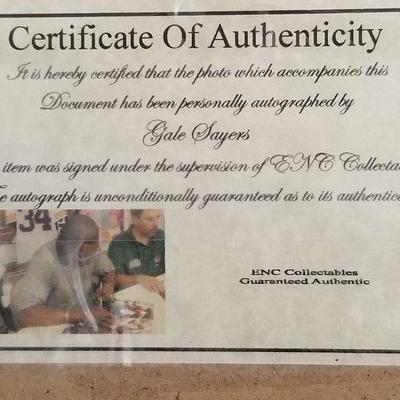 Certificate Of Authenticity
It is hereby certified that the photo which accompanies this
Document has been personally autographed by
Gale Sayers
item was signed under the supervision of ENC
autograph is unconditionally guaranteed as to its
34
ENC Collectables
Guaranteed Authentic